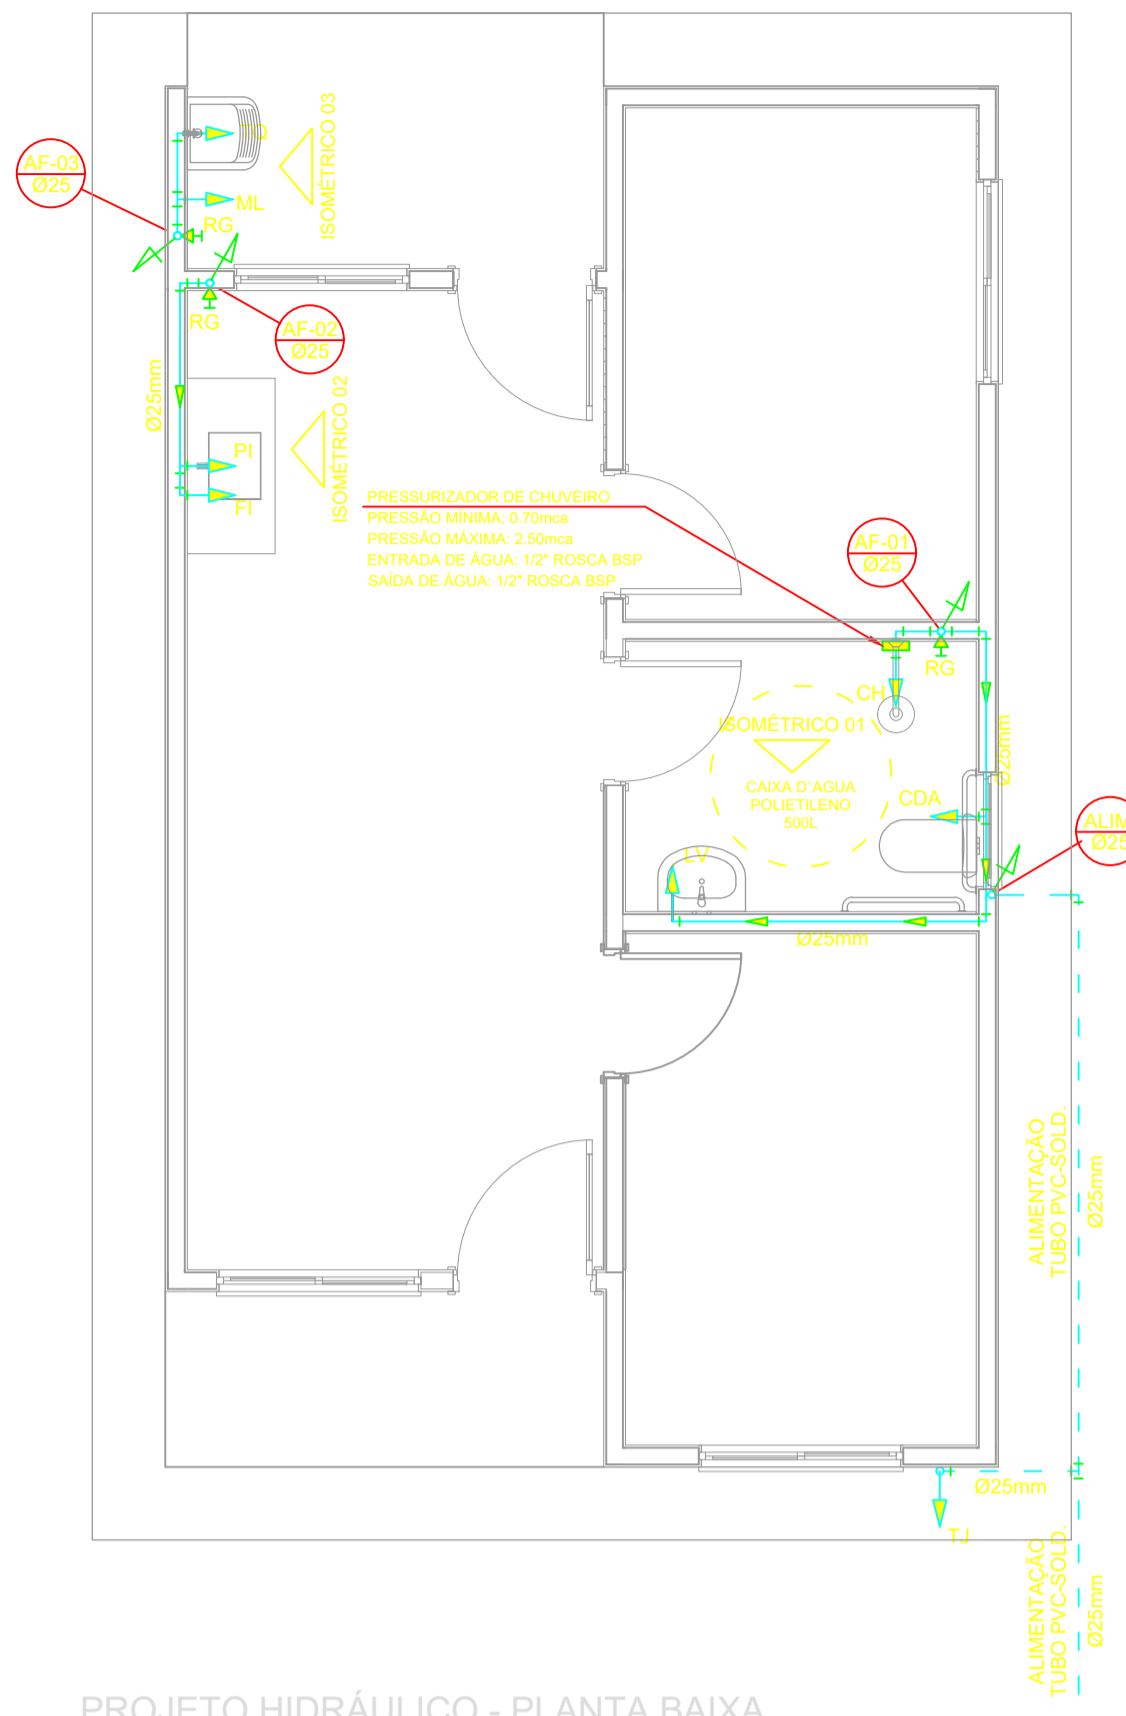 ISOMÉTRICO 03
TQ
AF-03
Ø25
ML
RG
RG
AF-02
Ø25
Ø25mm
ISOMÉTRICO 02
PI
FI
PRESSURIZADOR DE CHUVEIRO
PRESSÃO MÍNIMA: 0.70mca
PRESSÃO MÁXIMA: 2.50mca
ENTRADA DE ÁGUA: 1/2" ROSCA BSP
SAÍDA DE ÁGUA: 1/2" ROSCA BSP
AF-01
Ø25
RG
CH
ISOMÉTRICO 01
Ø25mm
CAIXA D´AGUA
POLIETILENO
500L
CDA
ALIM
Ø25
LV
Ø25mm
ALIMENTAÇÃO
TUBO PVC-SOLD.
Ø25mm
Ø25mm
TJ
ALIMENTAÇÃO
TUBO PVC-SOLD.
Ø25mm
PROJETO HIDRÁULICO - PLANTA BAIXA